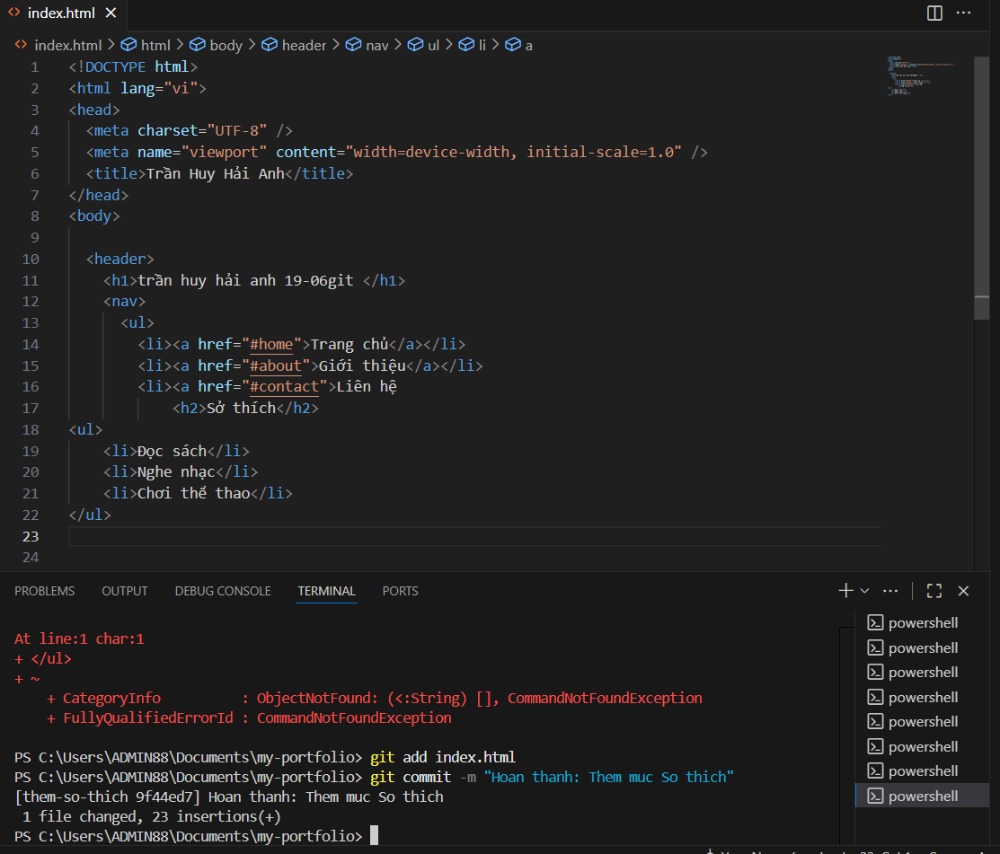 index.html
index.html > html > body > header > nav > ul > li > a
1 <!DOCTYPE html>
2 <html lang="vi">
3 <head>
4 <meta charset="UTF-8" />
5 <meta name="viewport" content="width=device-width, initial-scale=1.0" />
6 <title>Trần Huy Hải Anh</title>
7 </head>
8 <body>
9
10 <header>
11 <h1>trần huy hải anh 19-06git </h1>
12 <nav>
13 <ul>
14 <li><a href="#home">Trang chủ</a></li>
15 <li><a href="#about">Giới thiệu</a></li>
16 <li><a href="#contact">Liên hệ
17 <h2>Sở thích</h2>
18 <ul>
19 <li>Đọc sách</li>
20 <li>Nghe nhạc</li>
21 <li>Chơi thể thao</li>
22 </ul>
23
24
PROBLEMS OUTPUT DEBUG CONSOLE TERMINAL PORTS
At line:1 char:1
+ </ul>
+ ~
+ CategoryInfo : ObjectNotFound: (<:String) [], CommandNotFoundException
+ FullyQualifiedErrorId : CommandNotFoundException
PS C:\Users\ADMIN88\Documents\my-portfolio> git add index.html
PS C:\Users\ADMIN88\Documents\my-portfolio> git commit -m "Hoan thanh: Them muc So thich"
[them-so-thich 9f44ed7] Hoan thanh: Them muc So thich
1 file changed, 23 insertions(+)
PS C:\Users\ADMIN88\Documents\my-portfolio>
powershell
powershell
powershell
powershell
powershell
powershell
powershell
powershell